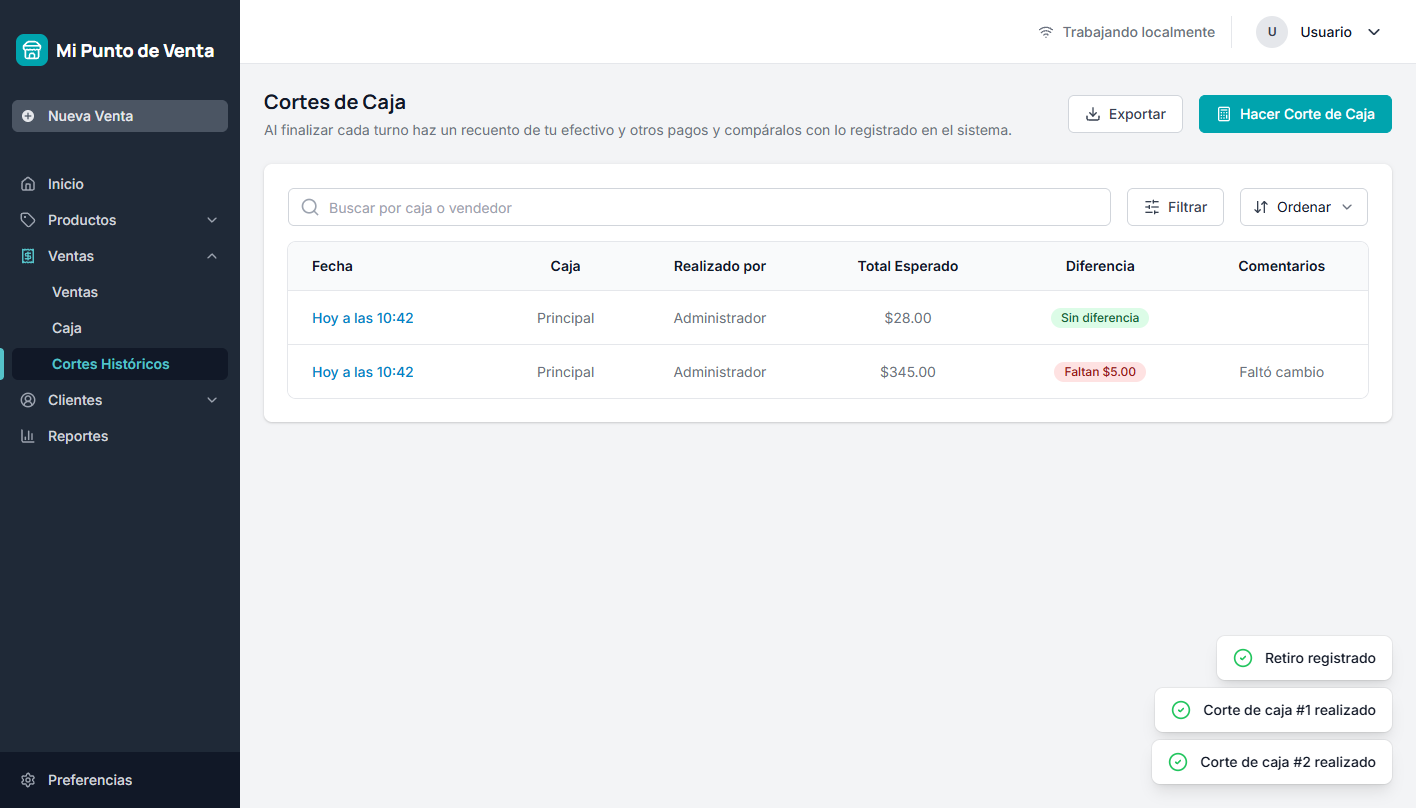 Mi Punto de Venta
Nueva Venta
Inicio
Productos
Ventas
Ventas
Caja
Cortes Históricos
Clientes
Reportes
Preferencias
Trabajando localmente
U
Usuario
Cortes de Caja
Al finalizar cada turno haz un recuento de tu efectivo y otros pagos y compáralos con lo registrado en el sistema.
Exportar
Hacer Corte de Caja
Buscar por caja o vendedor
Filtrar
Ordenar
Fecha Caja Realizado por Total Esperado Diferencia Comentarios
Hoy a las 10:42 Principal Administrador $28.00 Sin diferencia
Hoy a las 10:42 Principal Administrador $345.00 Faltan $5.00 Faltó cambio
Retiro registrado
Corte de caja #1 realizado
Corte de caja #2 realizado